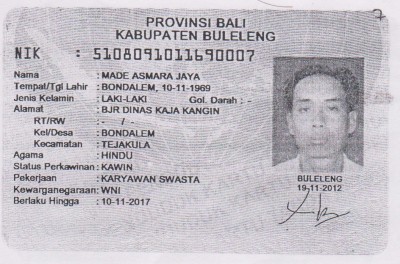 PROVINSI BALI
KABUPATEN BULELENG
NIK : 5108091011690007
Nama : MADE ASMARA JAYA
Tempat/Tgl Lahir : BONDALEM, 10-11-1969
Jenis Kelamin : LAKI-LAKI Gol. Darah : -
Alamat : BJR DINAS KAJA KANGIN
RT/RW : - / -
Kel/Desa : BONDALEM
Kecamatan : TEJAKULA
Agama : HINDU
Status Perkawinan: KAWIN
Pekerjaan : KARYAWAN SWASTA
Kewarganegaraan: WNI
Berlaku Hingga : 10-11-2017
BULELENG
19-11-2012